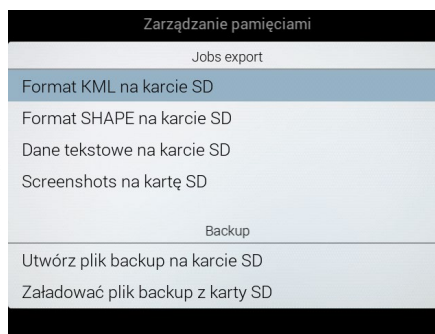 Zarządzanie pamięciami
Jobs export
Format KML na karcie SD
Format SHAPE na karcie SD
Dane tekstowe na karcie SD
Screenshots na kartę SD
Backup
Utwórz plik backup na karcie SD
Załadować plik backup z karty SD